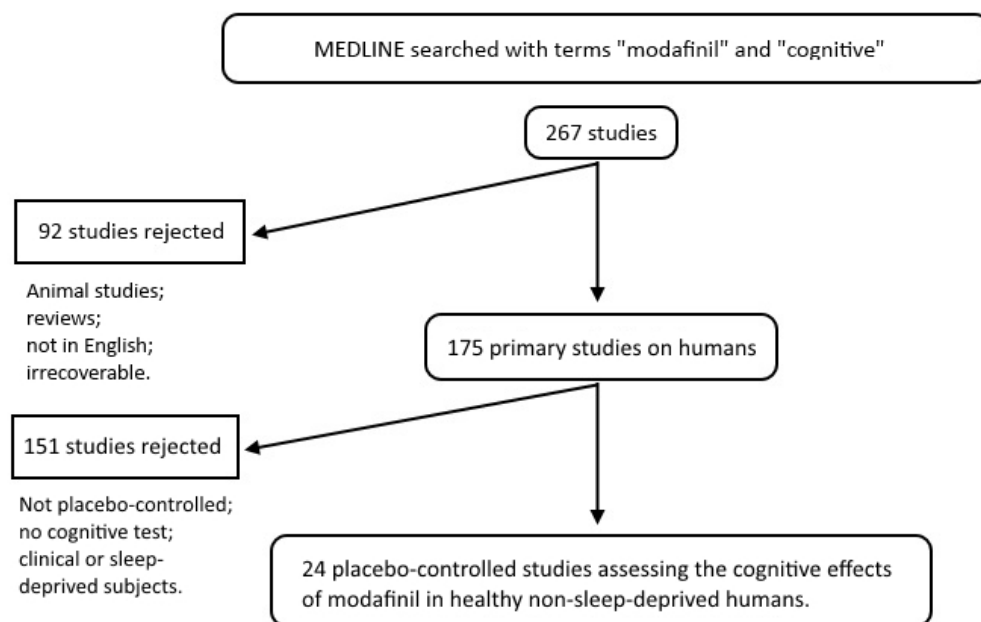 MEDLINE searched with terms "modafinil" and "cognitive"
267 studies
92 studies rejected
Animal studies;
reviews;
not in English;
irrecoverable.
175 primary studies on humans
151 studies rejected
Not placebo-controlled;
no cognitive test;
clinical or sleep-
deprived subjects.
24 placebo-controlled studies assessing the cognitive effects
of modafinil in healthy non-sleep-deprived humans.